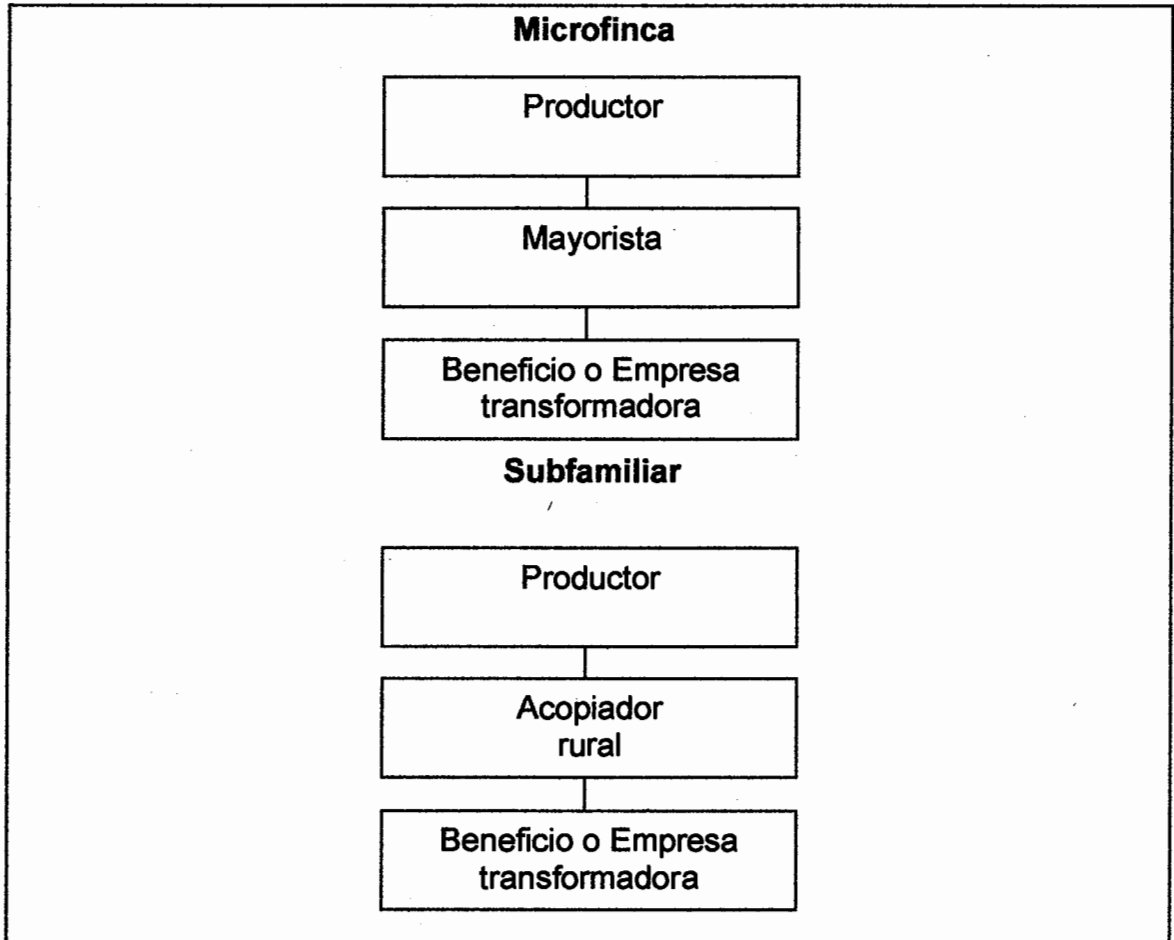 Microfinca
Productor
Mayorista
Beneficio o Empresa
transformadora
Subfamiliar
Productor
Acopiador
rural
Beneficio o Empresa
transformadora